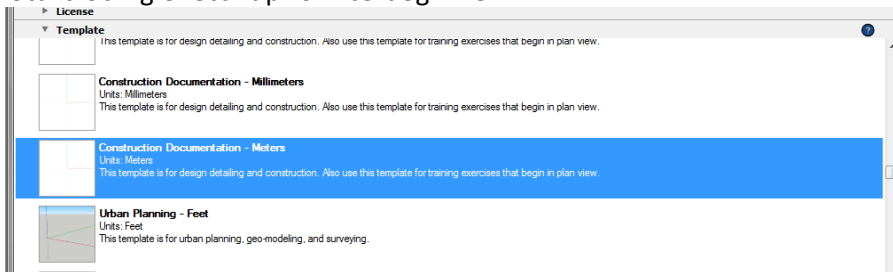 License
Template
This template is for design detailing and construction. Also use this template for training exercises that begin in plan view.
Construction Documentation - Millimeters
Units: Millimeters
This template is for design detailing and construction. Also use this template for training exercises that begin in plan view.
Construction Documentation - Meters
Units: Meters
This template is for design detailing and construction. Also use this template for training exercises that begin in plan view.
Urban Planning - Feet
Units: Feet
This template is for urban planning, geo-modeling, and surveying.